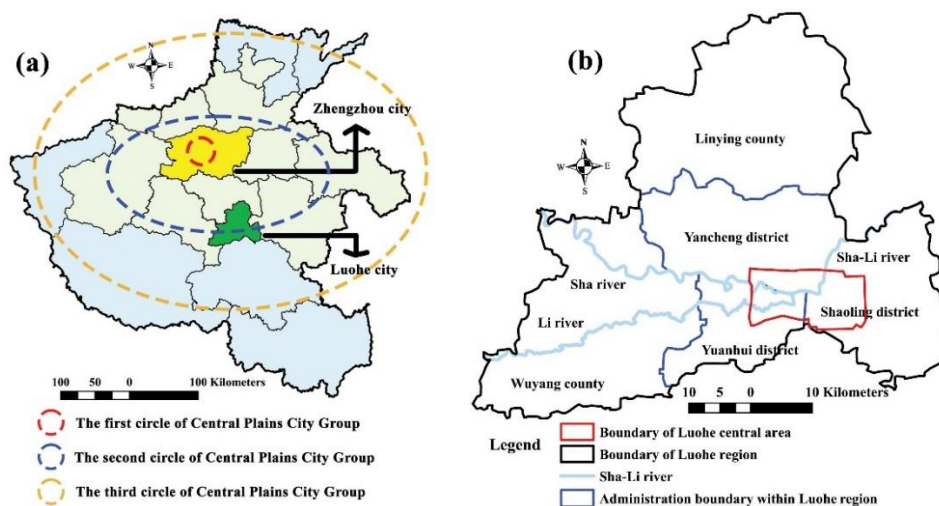 (a)
N
W E
S
Zhengzhou city
Luohe city
100 50 0 100 Kilometers
The first circle of Central Plains City Group
The second circle of Central Plains City Group
The third circle of Central Plains City Group
(b)
N
W E
S
Linying county
Yancheng district
Sha-Li river
Sha river
Shaoling district
Li river
Yuanhui district
Wuyang county
10 5 0 10 Kilometers
Legend
Boundary of Luohe central area
Boundary of Luohe region
Sha-Li river
Administration boundary within Luohe region